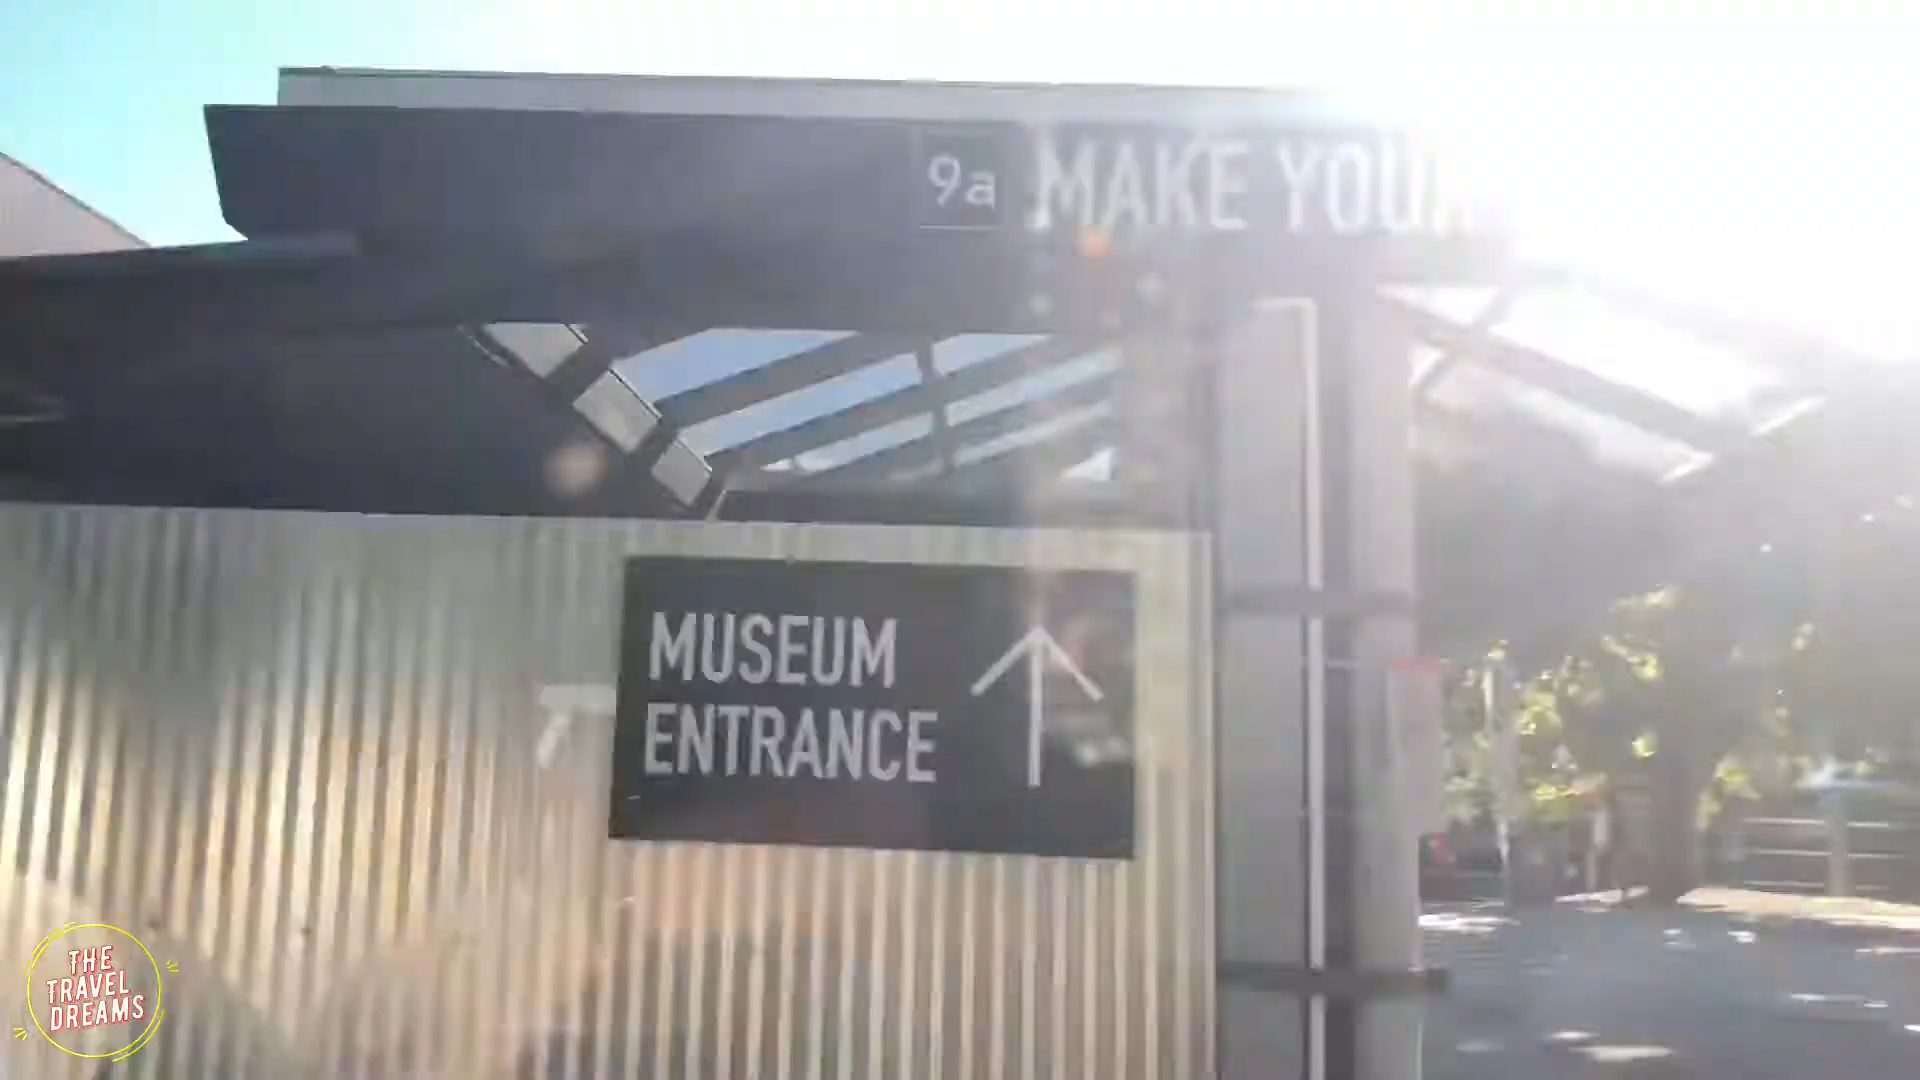 9a MAKE YOUR
MUSEUM
ENTRANCE
THE
TRAVEL
DREAMS